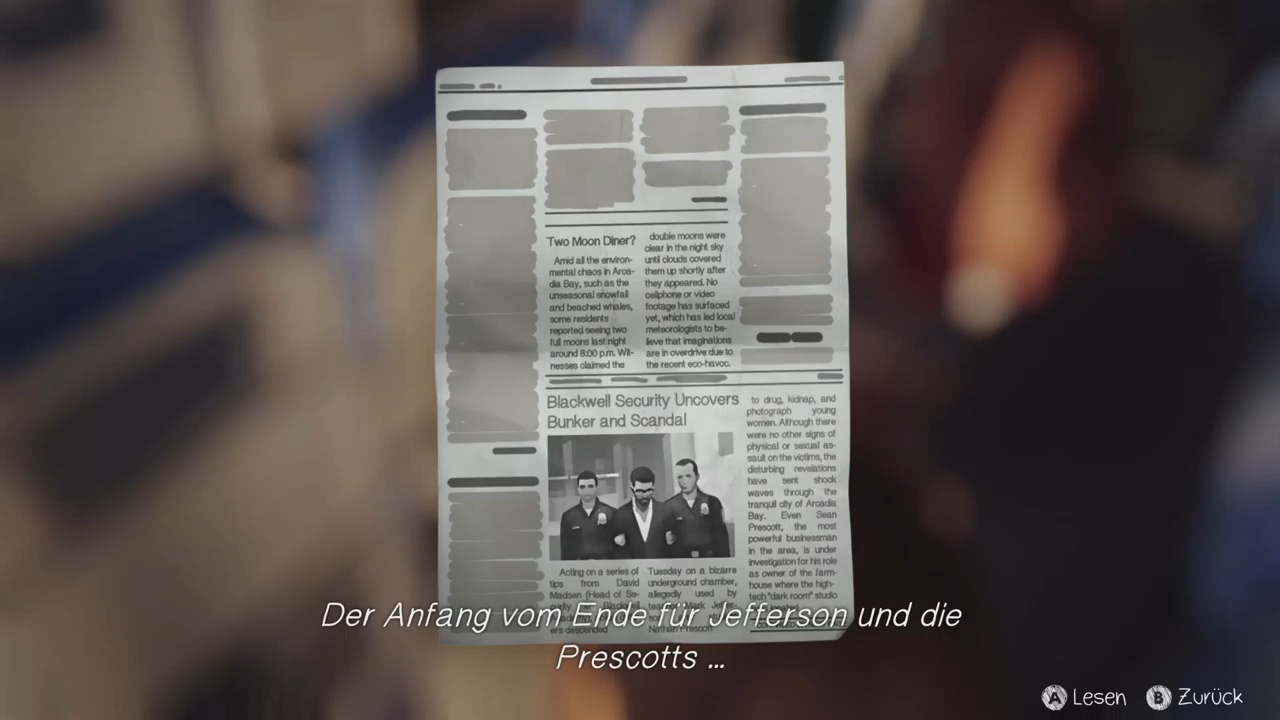 Two Moon Diner?
Amid all the environ-
mental chaos in Arca-
dia Bay, such as the
unseasonal snowfall
and beached whales,
some residents
reported seeing two
full moons last night
around 8:00 p.m. Wit-
nesses claimed the
double moons were
clear in the night sky
until clouds covered
them up shortly after
they appeared. No
cellphone or video
footage has surfaced
yet, which has led local
meteorologists to be-
lieve that imaginations
are in overdrive due to
the recent eco-havoc.
Blackwell Security Uncovers
Bunker and Scandal
Acting on a series of
tips from David
Madsen (Head of Se-
ers descended
Tuesday on a bizarre
underground chamber,
allegedly used by
Nathan Prescott
to drug, kidnap, and
photograph young
women. Although there
were no other signs of
physical or sexual as-
sault on the victims, the
disturbing revelations
have sent shock
waves through the
tranquil city of Arcadia
Bay. Even Sean
Prescott, the most
powerful businessman
in the area, is under
investigation for his role
as owner of the farm-
house where the high-
tech "dark room" studio
Der Anfang vom Ende für Jefferson und die
Prescotts ...
A Lesen B Zurück